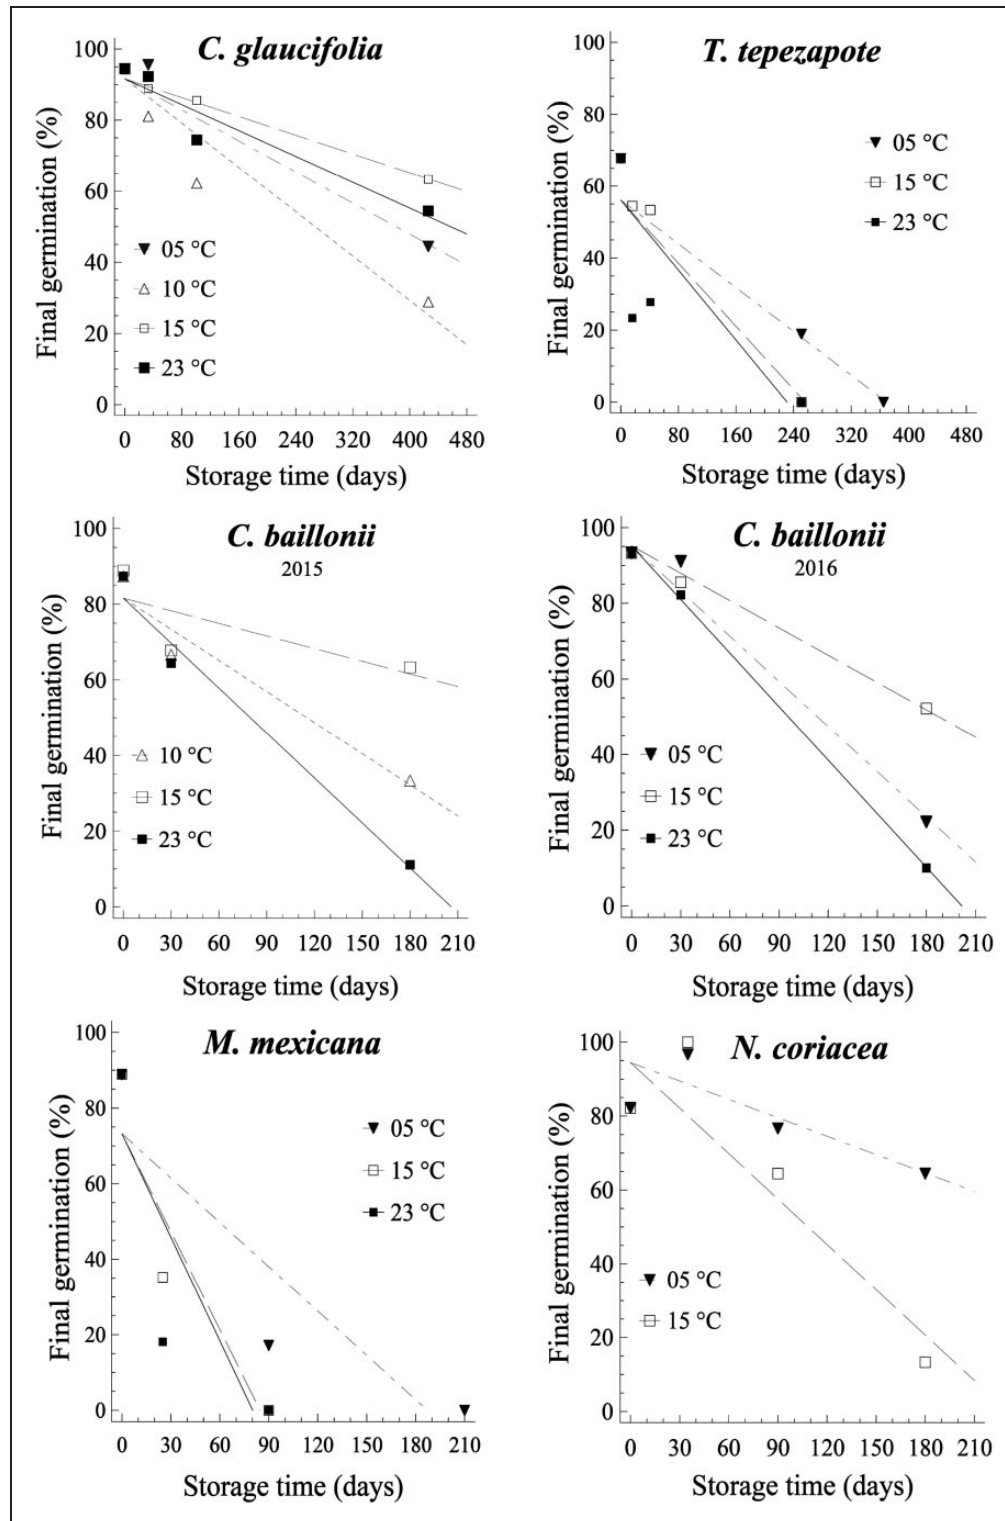 C. glaucifolia
100
80
60
40
20
0
Final germination (%)
05 °C
10 °C
15 °C
23 °C
0 80 160 240 320 400 480
Storage time (days)
T. tepezapote
100
80
60
40
20
0
Final germination (%)
05 °C
15 °C
23 °C
0 80 160 240 320 400 480
Storage time (days)
C. baillonii
2015
100
80
60
40
20
0
Final germination (%)
10 °C
15 °C
23 °C
0 30 60 90 120 150 180 210
Storage time (days)
C. baillonii
2016
100
80
60
40
20
0
Final germination (%)
05 °C
15 °C
23 °C
0 30 60 90 120 150 180 210
Storage time (days)
M. mexicana
100
80
60
40
20
0
Final germination (%)
05 °C
15 °C
23 °C
0 30 60 90 120 150 180 210
Storage time (days)
N. coriacea
100
80
60
40
20
0
Final germination (%)
05 °C
15 °C
0 30 60 90 120 150 180 210
Storage time (days)